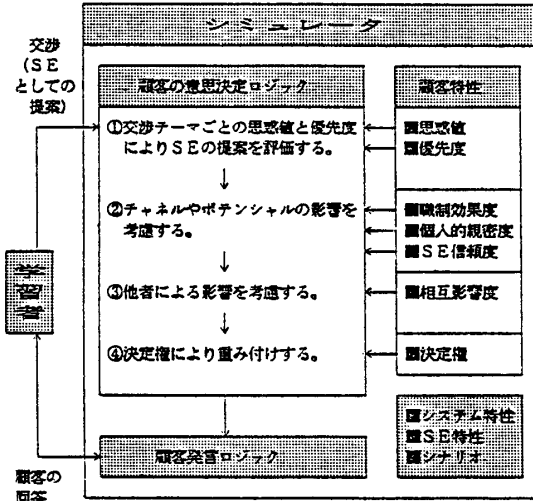 シミュレータ
交渉
(SE
としての
提案)
顧客の意思決定ロジック
顧客特性
①交渉テーマごとの思惑値と優先度
によりSEの提案を評価する。
■思惑値
■優先度
↓
②チャネルやポテンシャルの影響を
考慮する。
■職制効果度
■個人的親密度
■SE信頼度
↓
学習者
③他者による影響を考慮する。
■相互影響度
↓
④決定権により重み付けする。
■決定権
■システム特性
■SE特性
■シナリオ
顧客発言ロジック
顧客の
回答